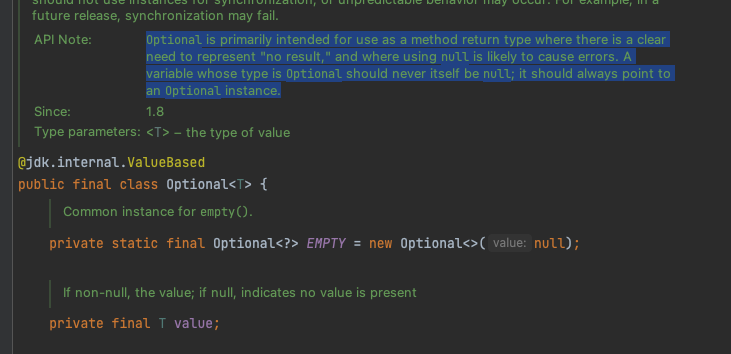 should not use instances for synchronization, or unpredictable behavior may occur. For example, in a
future release, synchronization may fail.
API Note: Optional is primarily intended for use as a method return type where there is a clear
need to represent "no result," and where using null is likely to cause errors. A
variable whose type is Optional should never itself be null; it should always point to
an Optional instance.
Since: 1.8
Type parameters: <T> – the type of value
@jdk.internal.ValueBased
public final class Optional<T> {
Common instance for empty().
private static final Optional<?> EMPTY = new Optional<>( value: null);
If non-null, the value; if null, indicates no value is present
private final T value;